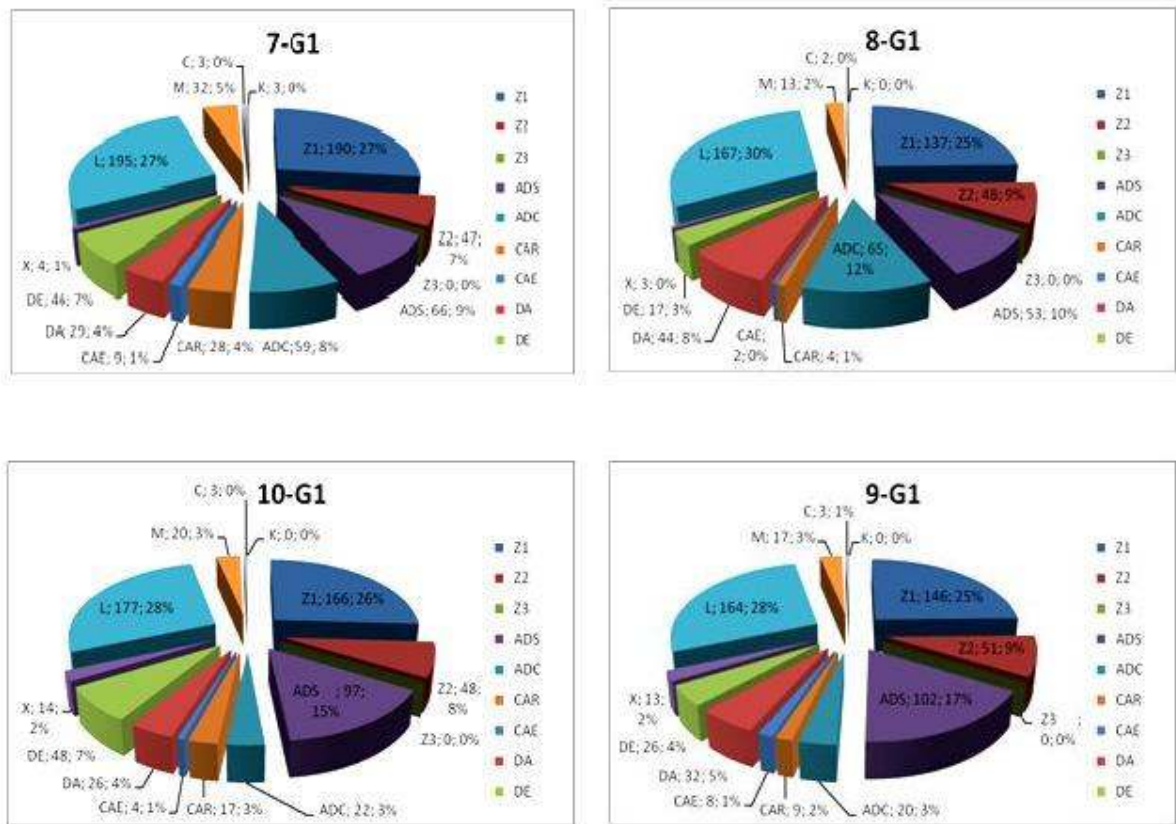 7-G1
C; 3; 0%
M; 32; 5%
K; 3; 0%
L; 195; 27%
Z1; 190; 27%
Z2; 47;
7%
Z3; 0; 0%
ADS; 66; 9%
X; 4; 1%
DE; 46; 7%
DA; 29; 4%
CAE; 9; 1%
CAR; 28; 4%
ADC; 59; 8%
Z1
Z2
Z3
ADS
ADC
CAR
CAE
DA
DE
8-G1
C; 2; 0%
M; 13; 2%
K; 0; 0%
L; 167; 30%
Z1; 137; 25%
Z2; 48; 9%
ADC; 65;
12%
Z3; 0; 0%
ADS; 53; 10%
X; 3; 0%
DE; 17; 3%
DA; 44; 8%
CAE;
2; 0%
CAR; 4; 1%
Z1
Z2
Z3
ADS
ADC
CAR
CAE
DA
DE
10-G1
C; 3; 0%
M; 20; 3%
K; 0; 0%
L; 177; 28%
Z1; 166; 26%
ADS ; 97;
15%
Z2; 48;
8%
Z3; 0; 0%
X; 14;
2%
DE; 48; 7%
DA; 26; 4%
CAE; 4; 1%
CAR; 17; 3%
ADC; 22; 3%
Z1
Z2
Z3
ADS
ADC
CAR
CAE
DA
DE
9-G1
C; 3; 1%
M; 17; 3%
K; 0; 0%
L; 164; 28%
Z1; 146; 25%
Z2; 51; 9%
ADS; 102; 17%
Z3 ;
0; 0%
X; 13;
2%
DE; 26; 4%
DA; 32; 5%
CAE; 8; 1%
CAR; 9; 2%
ADC; 20; 3%
Z1
Z2
Z3
ADS
ADC
CAR
CAE
DA
DE